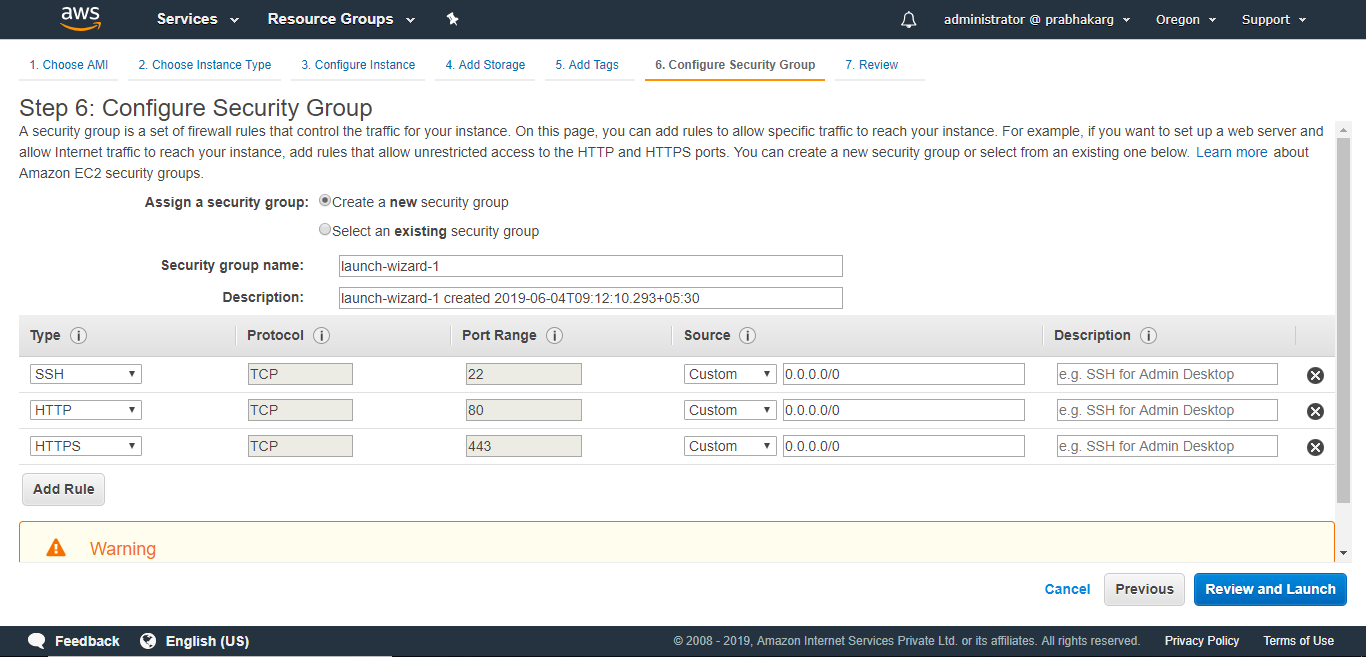 aws Services Resource Groups administrator @ prabhakarg Oregon Support
1. Choose AMI 2. Choose Instance Type 3. Configure Instance 4. Add Storage 5. Add Tags 6. Configure Security Group 7. Review
Step 6: Configure Security Group
A security group is a set of firewall rules that control the traffic for your instance. On this page, you can add rules to allow specific traffic to reach your instance. For example, if you want to set up a web server and
allow Internet traffic to reach your instance, add rules that allow unrestricted access to the HTTP and HTTPS ports. You can create a new security group or select from an existing one below. Learn more about
Amazon EC2 security groups.
Assign a security group: Create a new security group
Select an existing security group
Security group name: launch-wizard-1
Description: launch-wizard-1 created 2019-06-04T09:12:10.293+05:30
Type i Protocol i Port Range i Source i Description i
SSH TCP 22 Custom 0.0.0.0/0 e.g. SSH for Admin Desktop
HTTP TCP 80 Custom 0.0.0.0/0 e.g. SSH for Admin Desktop
HTTPS TCP 443 Custom 0.0.0.0/0 e.g. SSH for Admin Desktop
Add Rule
Warning
Cancel Previous Review and Launch
Feedback English (US) © 2008 - 2019, Amazon Internet Services Private Ltd. or its affiliates. All rights reserved. Privacy Policy Terms of Use